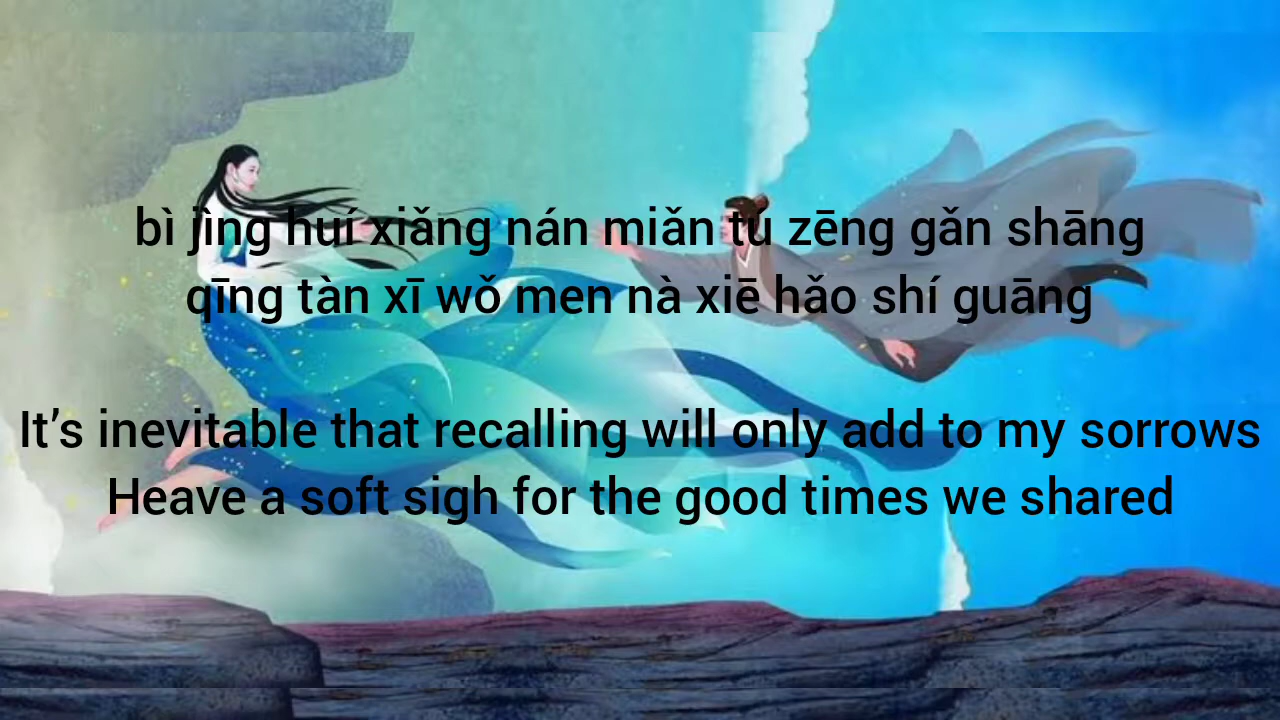 bì jìng huí xiǎng nán miǎn tú zēng gǎn shāng
qīng tàn xī wǒ men nà xiē hǎo shí guāng
It’s inevitable that recalling will only add to my sorrows
Heave a soft sigh for the good times we shared